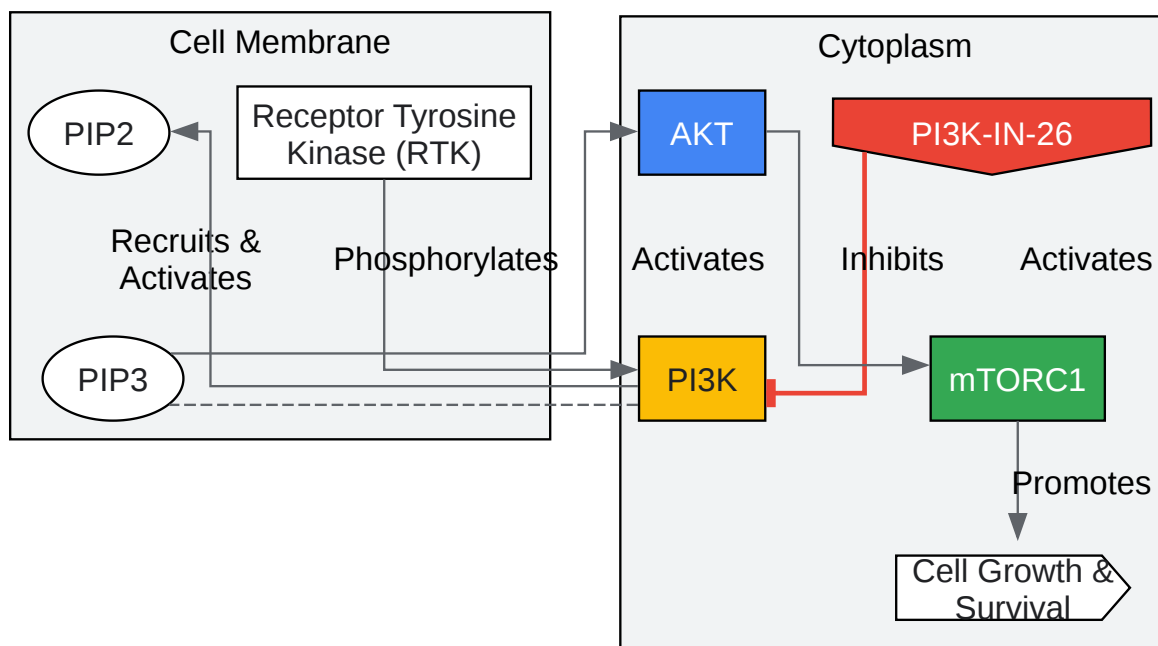 Cell Membrane
Cytoplasm
PIP2
Receptor Tyrosine
Kinase (RTK)
AKT
PI3K-IN-26
Recruits &
Activates
Phosphorylates
Activates
Inhibits
Activates
PIP3
PI3K
mTORC1
Promotes
Cell Growth &
Survival